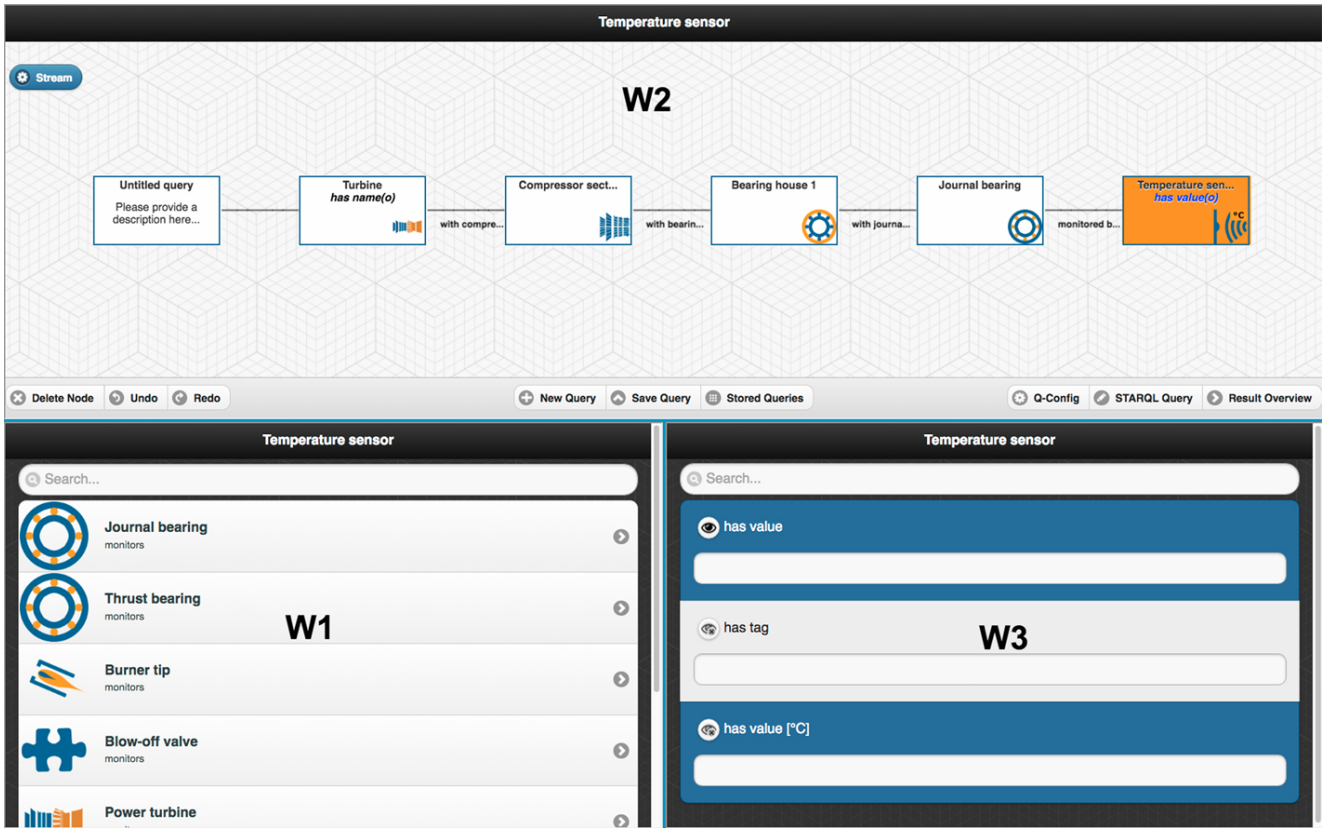 Temperature sensor
Stream
W2
Untitled query
Please provide a
description here...
Turbine
has name(o)
with compre...
Compressor sect...
with bearin...
Bearing house 1
with journa...
Journal bearing
monitored b...
Temperature sen...
has value(o)
°C
Delete Node
Undo
Redo
New Query
Save Query
Stored Queries
Q-Config
STARQL Query
Result Overview
Temperature sensor
Search...
Journal bearing
monitors
Thrust bearing
monitors
W1
Burner tip
monitors
Blow-off valve
monitors
Power turbine
Temperature sensor
Search...
has value
has tag
W3
has value [°C]